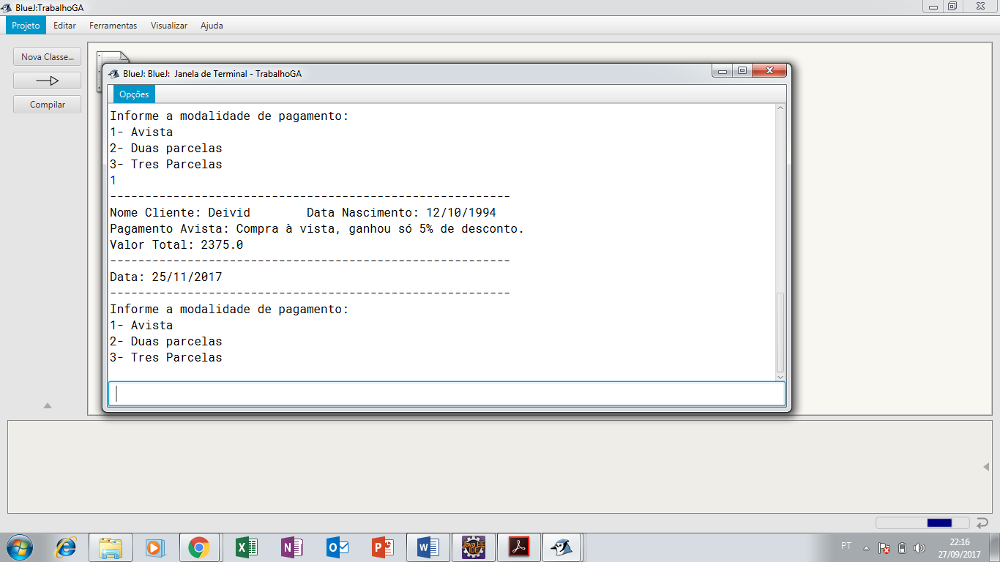 BlueJ:TrabalhoGA
Projeto Editar Ferramentas Visualizar Ajuda
Nova Classe...
Compilar
BlueJ: BlueJ: Janela de Terminal - TrabalhoGA
Opções
Informe a modalidade de pagamento:
1- Avista
2- Duas parcelas
3- Tres Parcelas
1
---------------------------------------------------------
Nome Cliente: Deivid        Data Nascimento: 12/10/1994
Pagamento Avista: Compra à vista, ganhou só 5% de desconto.
Valor Total: 2375.0
---------------------------------------------------------
Data: 25/11/2017
---------------------------------------------------------
Informe a modalidade de pagamento:
1- Avista
2- Duas parcelas
3- Tres Parcelas
Java EE
IDE
PT
22:16
27/09/2017